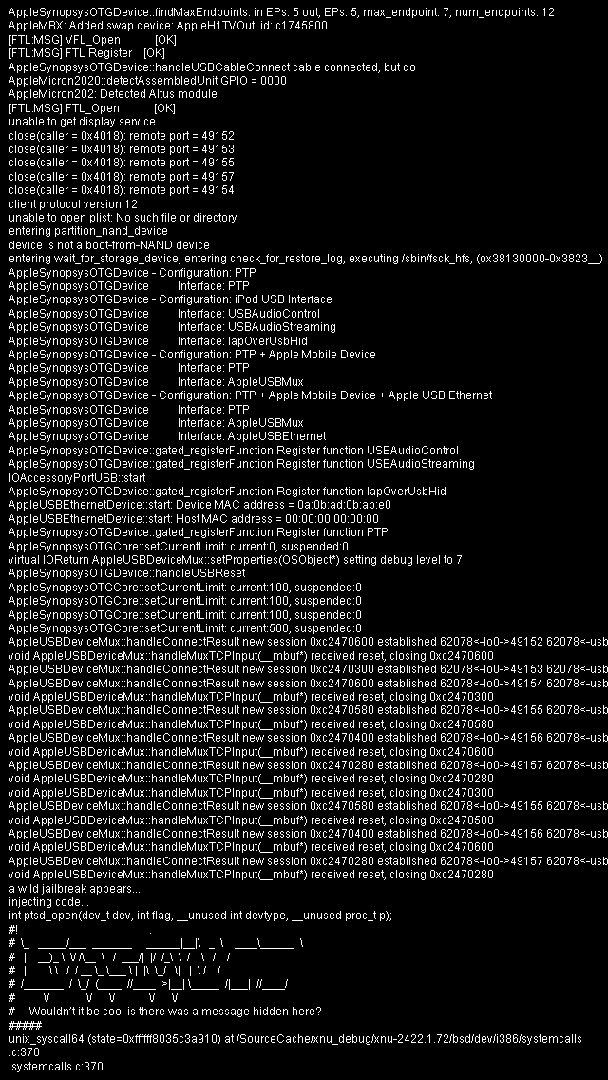 AppleSynopsysOTGDevice::findMaxEndpoints: in EPs: 5 out, EPs: 5, max_endpoint: 7, num_endpoints: 12
AppleMBX: Added swap device: AppleH1TVOut, id: c1745600
[FTL:MSG] VFL_Open [OK]
[FTL:MSG] FTL Register [OK]
AppleSynopsysOTGDevice::handleUSBCableConnect cable connected, but co
AppleMicron2020::detectAssembledUnit GPIO = 0000
AppleMicron202: Detected Altus module
[FTL:MSG] FTL_Open [OK]
unable to get display service
close(caller = 0x4018): remote port = 49152
close(caller = 0x4018): remote port = 49153
close(caller = 0x4018): remote port = 49155
close(caller = 0x4018): remote port = 49157
close(caller = 0x4018): remote port = 49154
client protocol version 12
unable to open plist: No such file or directory
entering partition_nand_device
device is not a boot-from-NAND device
entering wait_for_storage_device, entering check_for_restore_log, executing /sbin/fsck_hfs, (0x38130000-0x3823__)
AppleSynopsysOTGDevice - Configuration: PTP
AppleSynopsysOTGDevice Interface: PTP
AppleSynopsysOTGDevice - Configuration: iPod USB Interface
AppleSynopsysOTGDevice Interface: USBAudioControl
AppleSynopsysOTGDevice Interface: USBAudioStreaming
AppleSynopsysOTGDevice Interface: IapOverUsbHid
AppleSynopsysOTGDevice - Configuration: PTP + Apple Mobile Device
AppleSynopsysOTGDevice Interface: PTP
AppleSynopsysOTGDevice Interface: AppleUSBMux
AppleSynopsysOTGDevice - Configuration: PTP + Apple Mobile Device + Apple USB Ethernet
AppleSynopsysOTGDevice Interface: PTP
AppleSynopsysOTGDevice Interface: AppleUSBMux
AppleSynopsysOTGDevice Interface: AppleUSBEthernet
AppleSynopsysOTGDevice::gated_registerFunction Register function USBAudioControl
AppleSynopsysOTGDevice::gated_registerFunction Register function USBAudioStreaming
IOAccessoryPortUSB::start
AppleSynopsysOTGDevice::gated_registerFunction Register function IapOverUsbHid
AppleUSBEthernetDevice::start: Device MAC address = 0a:0b:ad:0b:ab:e0
AppleUSBEthernetDevice::start: Host MAC address = 00:00:00:00:00:00
AppleSynopsysOTGDevice::gated_registerFunction Register function PTP
AppleSynopsysOTGCore::setCurrentLimit: current:0, suspended:0
virtual IOReturn AppleUSBDeviceMux::setProperties(OSObject*) setting debug level to 7
AppleSynopsysOTGDevice::handleUSBReset
AppleSynopsysOTGCore::setCurrentLimit: current:100, suspended:0
AppleSynopsysOTGCore::setCurrentLimit: current:100, suspended:0
AppleSynopsysOTGCore::setCurrentLimit: current:100, suspended:0
AppleSynopsysOTGCore::setCurrentLimit: current:500, suspended:0
AppleUSBDeviceMux::handleConnectResult new session 0xc2470600 established 62078<-lo0->49152 62078<-usb
void AppleUSBDeviceMux::handleMuxTCPInput(__mbuf*) received reset, closing 0xc2470600
AppleUSBDeviceMux::handleConnectResult new session 0xc2470300 established 62078<-lo0->49153 62078<-usb
AppleUSBDeviceMux::handleConnectResult new session 0xc2470600 established 62078<-lo0->49154 62078<-usb
void AppleUSBDeviceMux::handleMuxTCPInput(__mbuf*) received reset, closing 0xc2470300
AppleUSBDeviceMux::handleConnectResult new session 0xc2470580 established 62078<-lo0->49155 62078<-usb
void AppleUSBDeviceMux::handleMuxTCPInput(__mbuf*) received reset, closing 0xc2470580
AppleUSBDeviceMux::handleConnectResult new session 0xc2470400 established 62078<-lo0->49156 62078<-usb
void AppleUSBDeviceMux::handleMuxTCPInput(__mbuf*) received reset, closing 0xc2470600
AppleUSBDeviceMux::handleConnectResult new session 0xc2470280 established 62078<-lo0->49157 62078<-usb
void AppleUSBDeviceMux::handleMuxTCPInput(__mbuf*) received reset, closing 0xc2470280
void AppleUSBDeviceMux::handleMuxTCPInput(__mbuf*) received reset, closing 0xc2470300
AppleUSBDeviceMux::handleConnectResult new session 0xc2470580 established 62078<-lo0->49155 62078<-usb
void AppleUSBDeviceMux::handleMuxTCPInput(__mbuf*) received reset, closing 0xc2470500
AppleUSBDeviceMux::handleConnectResult new session 0xc2470400 established 62078<-lo0->49156 62078<-usb
void AppleUSBDeviceMux::handleMuxTCPInput(__mbuf*) received reset, closing 0xc2470600
AppleUSBDeviceMux::handleConnectResult new session 0xc2470280 established 62078<-lo0->49157 62078<-usb
void AppleUSBDeviceMux::handleMuxTCPInput(__mbuf*) received reset, closing 0xc2470280
a wild jailbreak appears...
injecting code...
int ptsd_open(dev_t dev, int flag, __unused int devtype, __unused proc_t p);
#!
# Wouldn't it be cool is there was a message hidden here?
#####
unix_syscall64 (state=0xffffff8035c3a910) at /SourceCache/xnu_debug/xnu-2422.1.72/bsd/dev/i386/systemcalls
.c:370
.systemcalls.c:370